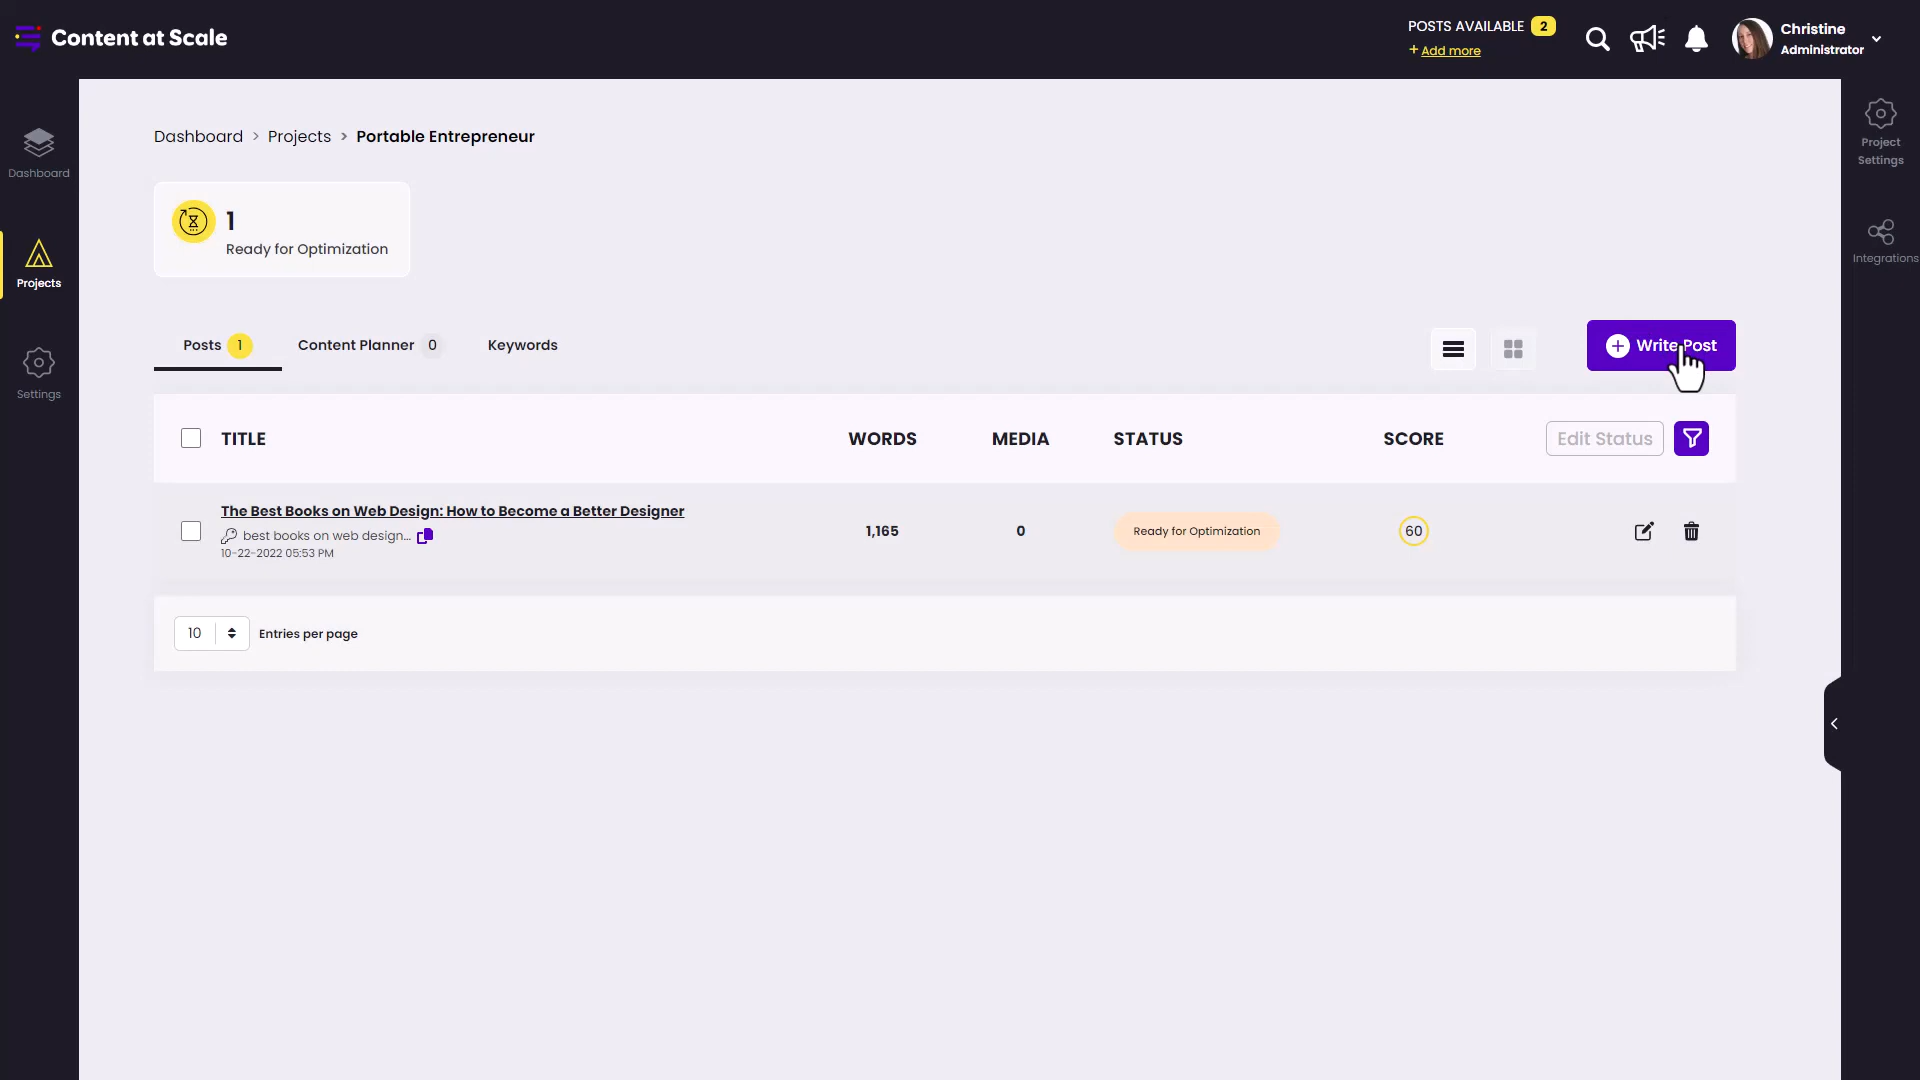 Content at Scale
POSTS AVAILABLE 2
+ Add more
Christine
Administrator
Dashboard
Projects
Settings
Project
Settings
Integrations
Dashboard > Projects > Portable Entrepreneur
1
Ready for Optimization
Posts 1
Content Planner 0
Keywords
Write Post
TITLE
WORDS
MEDIA
STATUS
SCORE
Edit Status
The Best Books on Web Design: How to Become a Better Designer
best books on web design...
10-22-2022 05:53 PM
1,165
0
Ready for Optimization
60
10
Entries per page